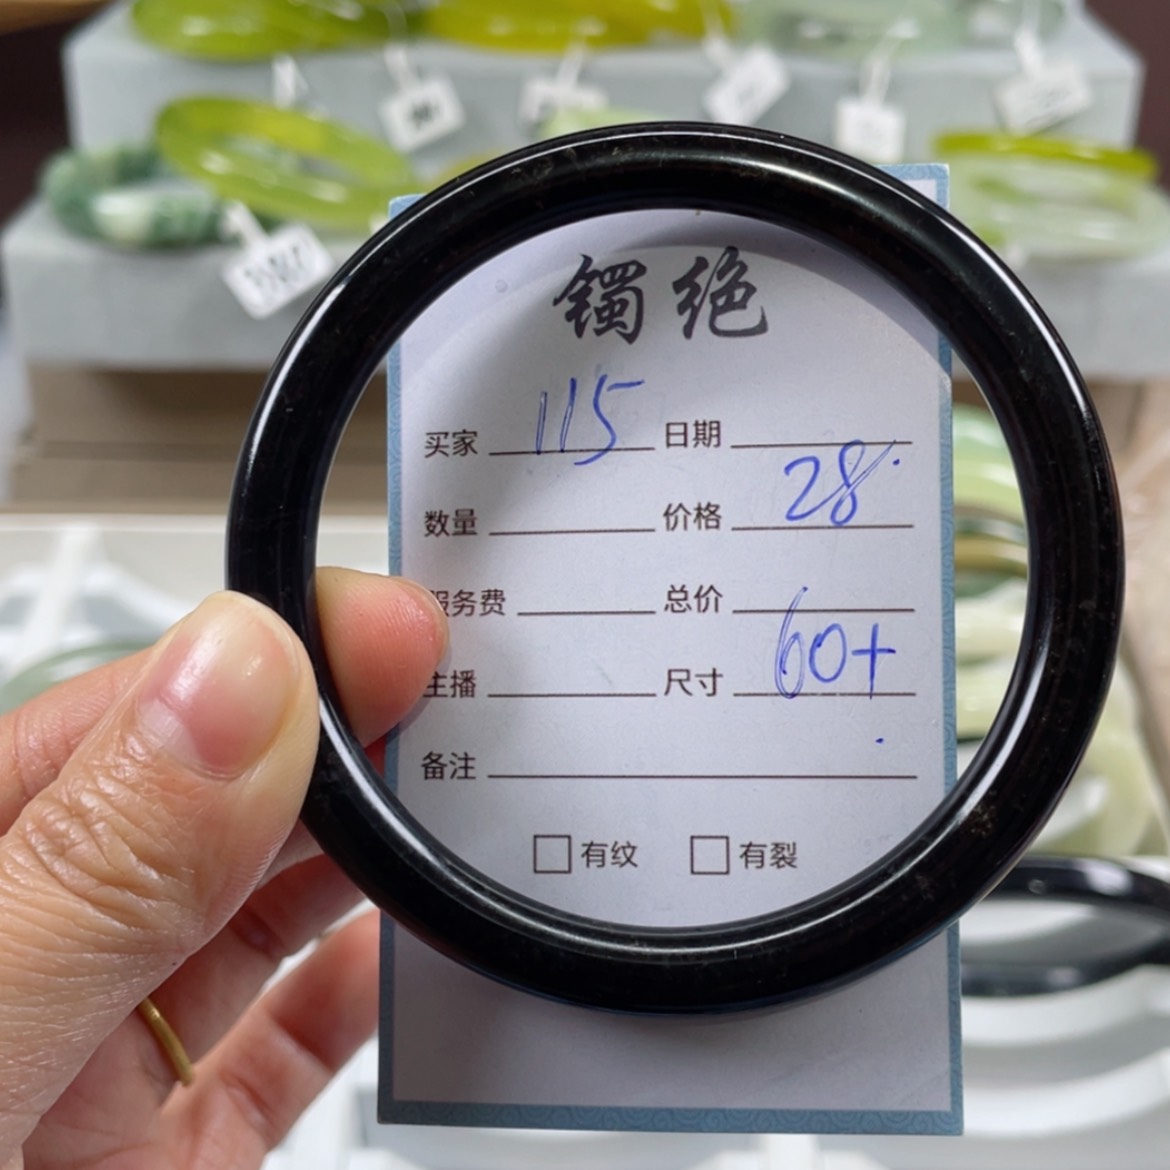 镯绝
买家 115 日期
数量 价格 28.
服务费 总价
主播 尺寸 60+
备注
□ 有纹 □ 有裂